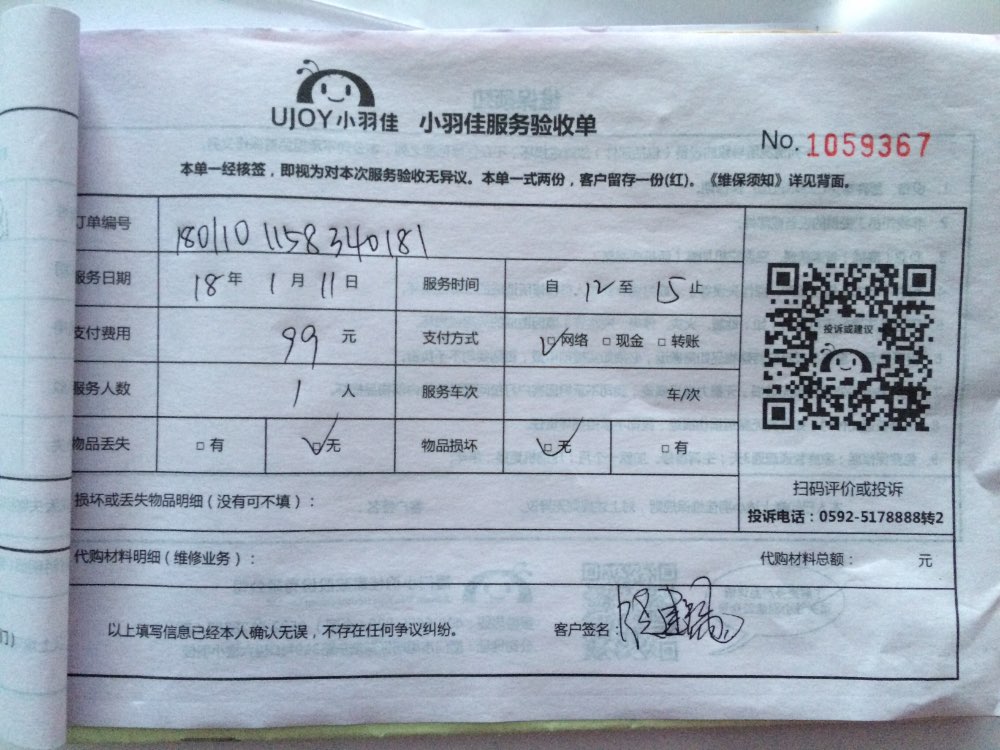 UJOY小羽佳 小羽佳服务验收单
No. 1059367
本单一经核签，即视为对本次服务验收无异议。本单一式两份，客户留存一份(红)。《维保须知》详见背面。
订单编号 180110 1158340181
服务日期 18年 1月 11日 服务时间 自 12 至 15 止
支付费用 99 元 支付方式 ☑网络 □现金 □转账
投诉或建议
服务人数 1 人 服务车次 车/次
物品丢失 □有 ☑无 物品损坏 ☑无 □有
扫码评价或投诉
损坏或丢失物品明细（没有可不填）：
投诉电话：0592-5178888转2
代购材料明细（维修业务）： 代购材料总额： 元
以上填写信息已经本人确认无误，不存在任何争议纠纷。 客户签名：